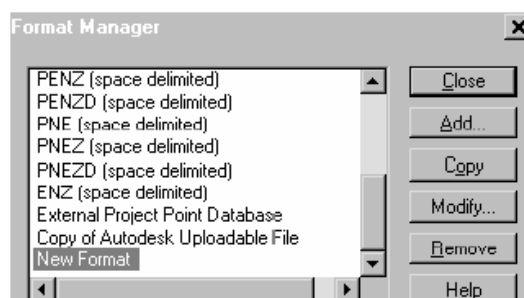 Format Manager
PENZ (space delimited)
PENZD (space delimited)
PNE (space delimited)
PNEZ (space delimited)
PNEZD (space delimited)
ENZ (space delimited)
External Project Point Database
Copy of Autodesk Uploadable File
New Format
Close
Add...
Copy
Modify...
Remove
Help